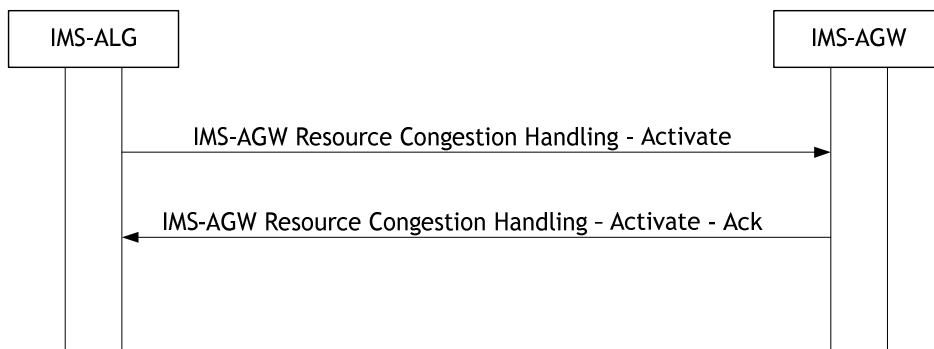 IMS-ALG
IMS-AGW
IMS-AGW Resource Congestion Handling - Activate
IMS-AGW Resource Congestion Handling – Activate - Ack